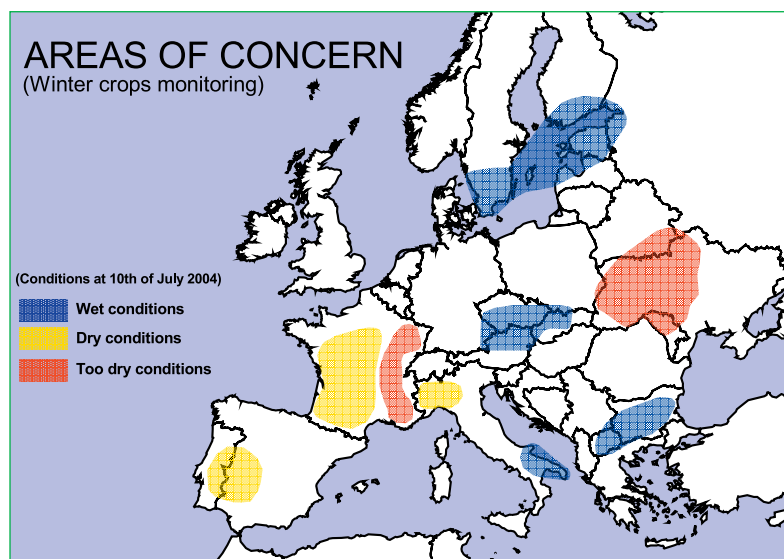 AREAS OF CONCERN
(Winter crops monitoring)
(Conditions at 10th of July 2004)
Wet conditions
Dry conditions
Too dry conditions